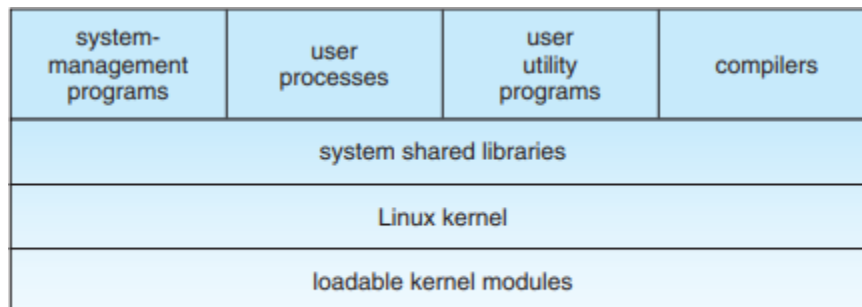 system-
management
programs
user
processes
user
utility
programs
compilers
system shared libraries
Linux kernel
loadable kernel modules